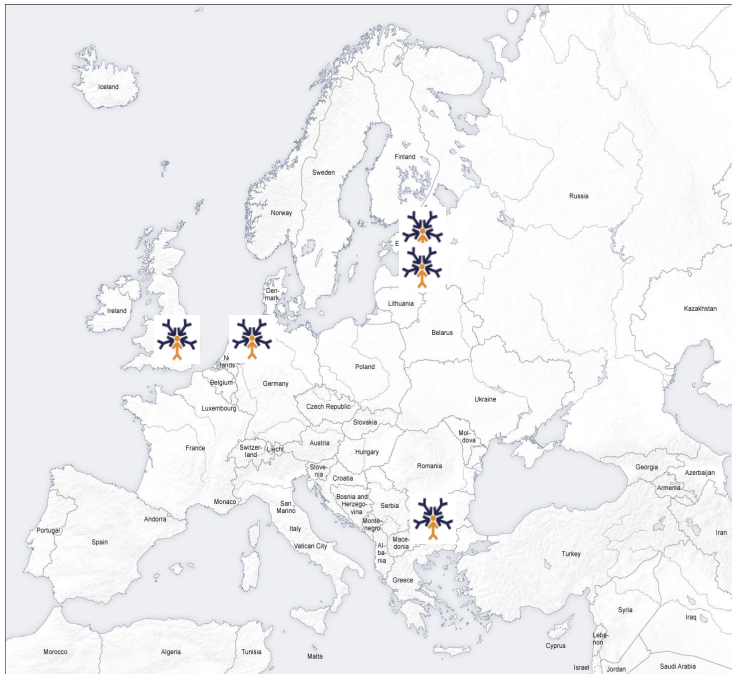 Iceland
Finland
Sweden
Russia
Norway
E
Den-
mark
Lithuania
Ireland
Kazakhstan
Belarus
Ne
lands
Poland
Belgium
Germany
Ukraine
Czech Republic
Luxembourg
Slovakia
Mol-
dova
Austria
France
Switzer-
land
Liecht.
Hungary
Romania
Slove-
nia
Georgia
Azerbaijan
Croatia
Armenia
Monaco
San
Marino
Bosnia and
Herzego-
vina
Serbia
Andorra
Portugal
Italy
Monte-
negro
Iran
Spain
Vatican City
Mace-
donia
Al-
ba-
nia
Turkey
Greece
Syria
Iraq
Leba-
non
Cyprus
Morocco
Algeria
Tunisia
Malta
Israel
Jordan
Saudi Arabia